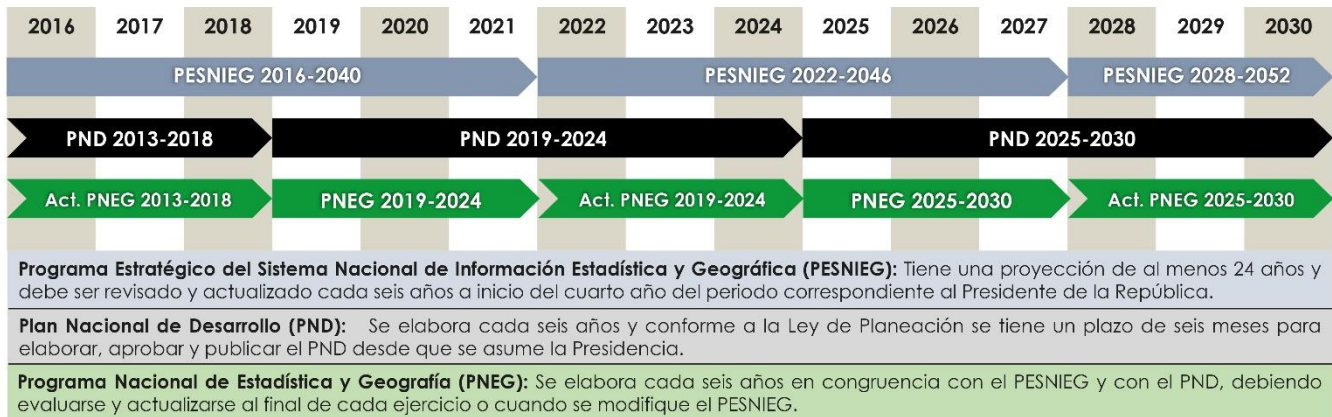 2016 2017 2018 2019 2020 2021 2022 2023 2024 2025 2026 2027 2028 2029 2030
PESNIEG 2016-2040 PESNIEG 2022-2046 PESNIEG 2028-2052
PND 2013-2018 PND 2019-2024 PND 2025-2030
Act. PNEG 2013-2018 PNEG 2019-2024 Act. PNEG 2019-2024 PNEG 2025-2030 Act. PNEG 2025-2030
Programa Estratégico del Sistema Nacional de Información Estadística y Geográfica (PESNIEG): Tiene una proyección de al menos 24 años y
debe ser revisado y actualizado cada seis años a inicio del cuarto año del periodo correspondiente al Presidente de la República.
Plan Nacional de Desarrollo (PND): Se elabora cada seis años y conforme a la Ley de Planeación se tiene un plazo de seis meses para
elaborar, aprobar y publicar el PND desde que se asume la Presidencia.
Programa Nacional de Estadística y Geografía (PNEG): Se elabora cada seis años en congruencia con el PESNIEG y con el PND, debiendo
evaluarse y actualizarse al final de cada ejercicio o cuando se modifique el PESNIEG.